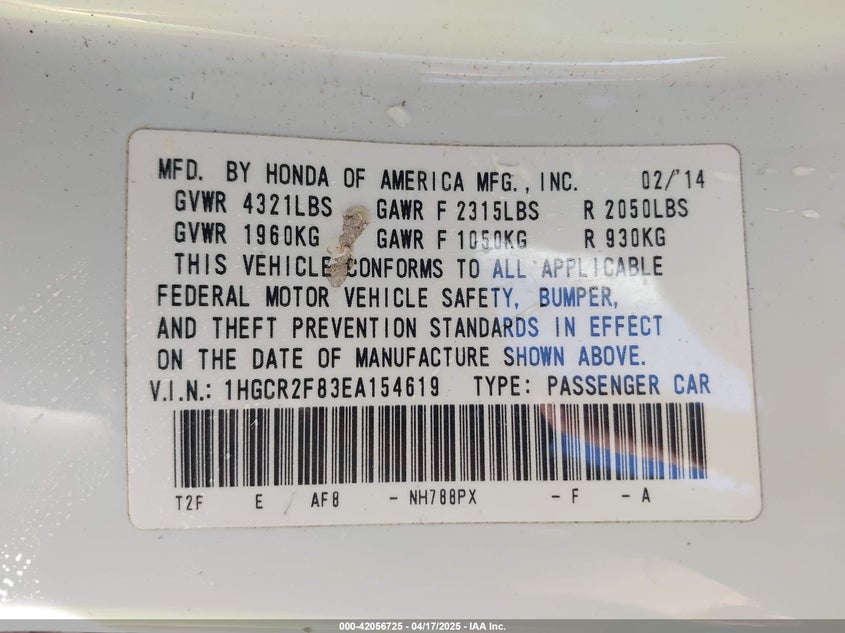 MFD. BY HONDA OF AMERICA MFG., INC. 02/'14
GVWR 4321LBS GAWR F 2315LBS R 2050LBS
GVWR 1960KG GAWR F 1050KG R 930KG
THIS VEHICLE CONFORMS TO ALL APPLICABLE
FEDERAL MOTOR VEHICLE SAFETY, BUMPER,
AND THEFT PREVENTION STANDARDS IN EFFECT
ON THE DATE OF MANUFACTURE SHOWN ABOVE.
V.I.N.: 1HGCR2F83EA154619 TYPE: PASSENGER CAR
T2F E AF8 - NH788PX - F - A
000-42056725 - 04/17/2025 - IAA Inc.